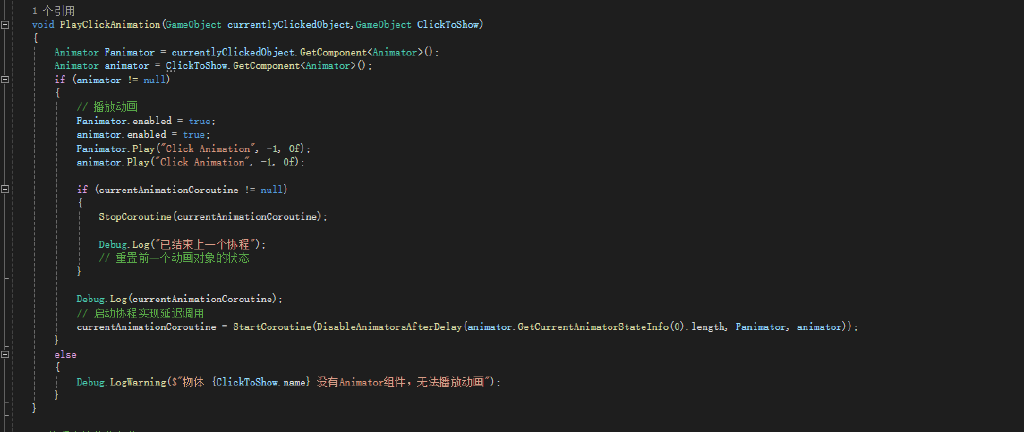 1 个引用
void PlayClickAnimation(GameObject currentlyClickedObject,GameObject ClickToShow)
{
Animator Panimator = currentlyClickedObject.GetComponent<Animator>();
Animator animator = ClickToShow.GetComponent<Animator>();
if (animator != null)
{
// 播放动画
Panimator.enabled = true;
animator.enabled = true;
Panimator.Play("Click Animation", -1, 0f);
animator.Play("Click Animation", -1, 0f);
if (currentAnimationCoroutine != null)
{
StopCoroutine(currentAnimationCoroutine);
Debug.Log("已结束上一个协程");
// 重置前一个动画对象的状态
}
Debug.Log(currentAnimationCoroutine);
// 启动协程实现延迟调用
currentAnimationCoroutine = StartCoroutine(DisableAnimatorsAfterDelay(animator.GetCurrentAnimatorStateInfo(0).length, Panimator, animator));
}
else
{
Debug.LogWarning($"物体 {ClickToShow.name} 没有Animator组件，无法播放动画");
}
}